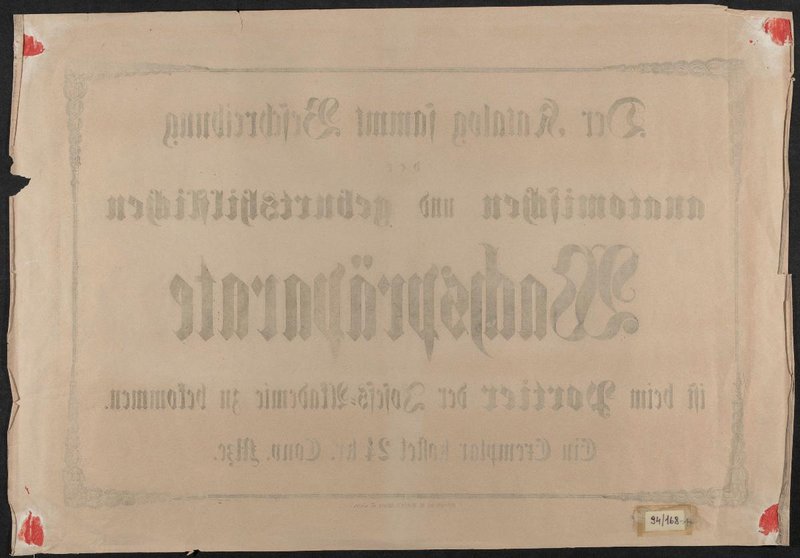 Der Katalog sammt Beschreibung
der
anatomischen und geburtshilflichen
Wachspräparate
ist beim Portier der Josefs-Akademie zu bekommen.
Ein Exemplar kostet 24 kr. Conv. Mze.
94/168